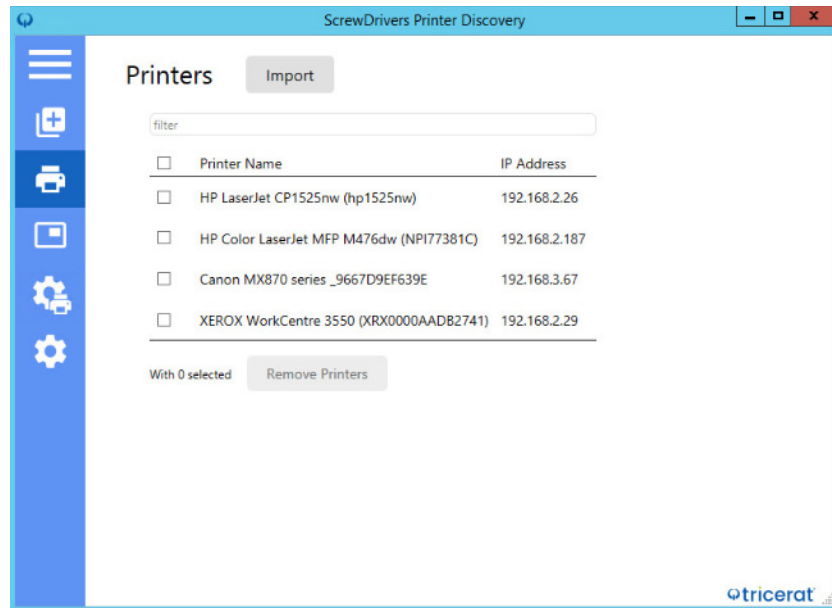 ScrewDrivers Printer Discovery
Printers Import
filter
Printer Name IP Address
HP LaserJet CP1525nw (hp1525nw) 192.168.2.26
HP Color LaserJet MFP M476dw (NPI77381C) 192.168.2.187
Canon MX870 series _9667D9EF639E 192.168.3.67
XEROX WorkCentre 3550 (XRX0000AADB2741) 192.168.2.29
With 0 selected Remove Printers
tricerat